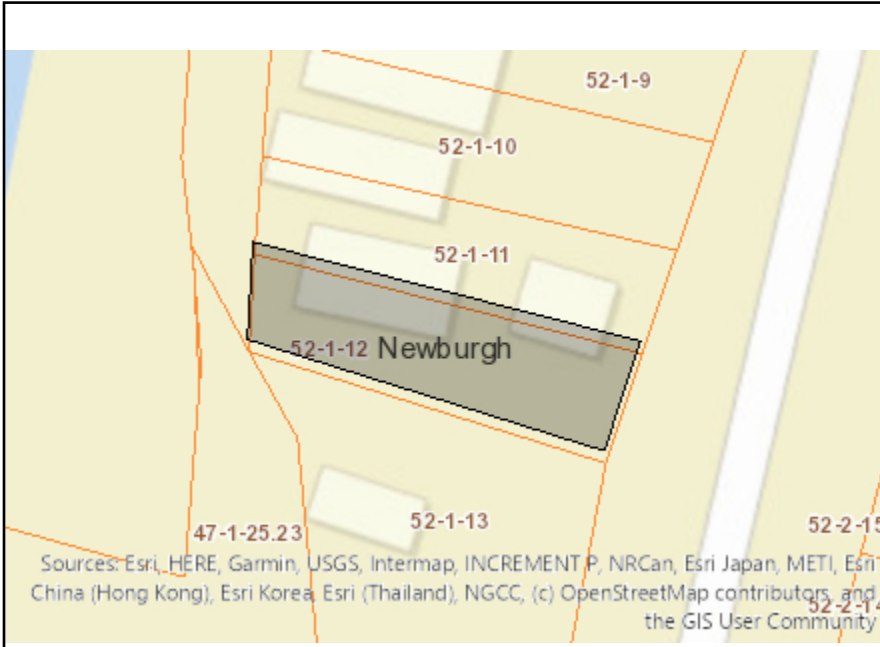 52-1-9
52-1-10
52-1-11
52-1-12 Newburgh
47-1-25.23
52-1-13
52-2-15
Sources: Esri, HERE, Garmin, USGS, Intermap, INCREMENT P, NRCan, Esri Japan, METI, Esri
China (Hong Kong), Esri Korea, Esri (Thailand), NGCC, (c) OpenStreetMap contributors, and
52-2-14
the GIS User Community